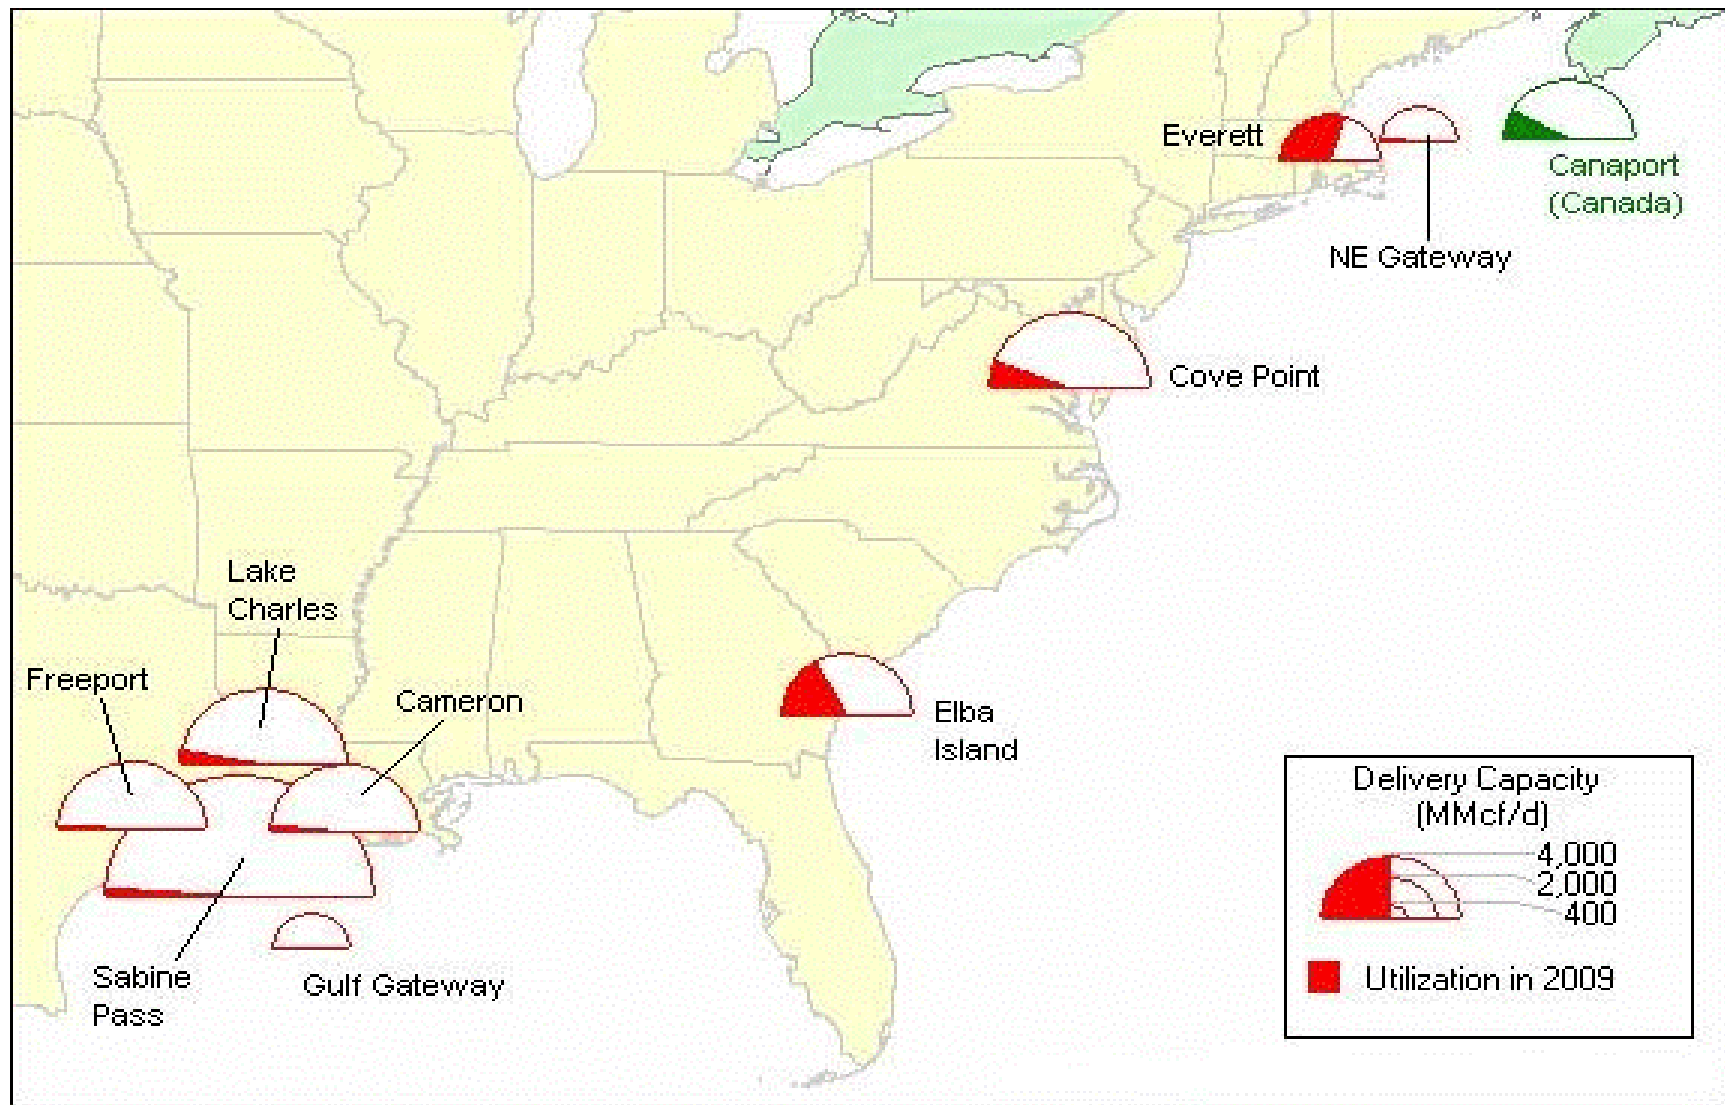 Everett
Canaport
(Canada)
NE Gateway
Cove Point
Lake
Charles
Freeport
Cameron
Elba
Island
Sabine
Pass
Gulf Gateway
Delivery Capacity
(MMcf/d)
4,000
2,000
400
Utilization in 2009